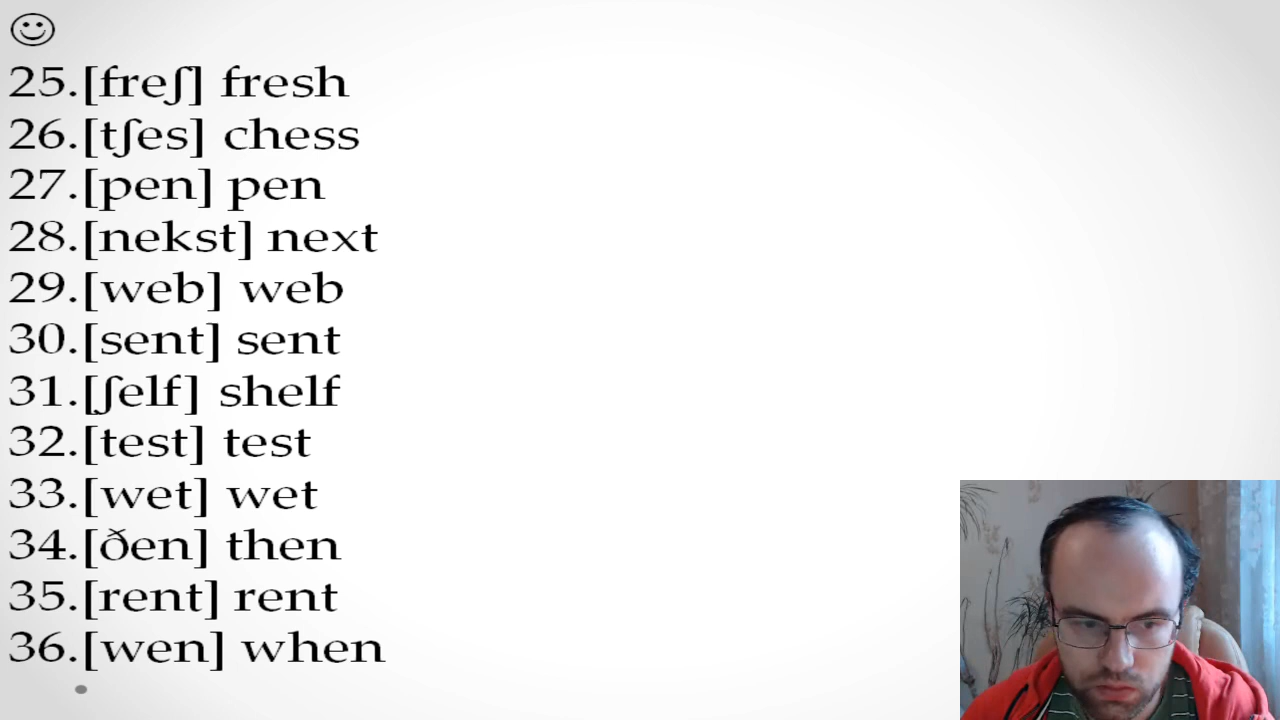 ☺
25.[freʃ] fresh
26.[tʃes] chess
27.[pen] pen
28.[nekst] next
29.[web] web
30.[sent] sent
31.[ʃelf] shelf
32.[test] test
33.[wet] wet
34.[ðen] then
35.[rent] rent
36.[wen] when